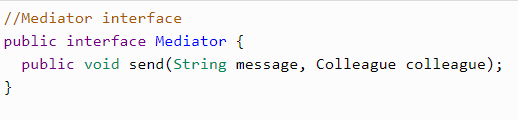 //Mediator interface
public interface Mediator {
  public void send(String message, Colleague colleague);
}